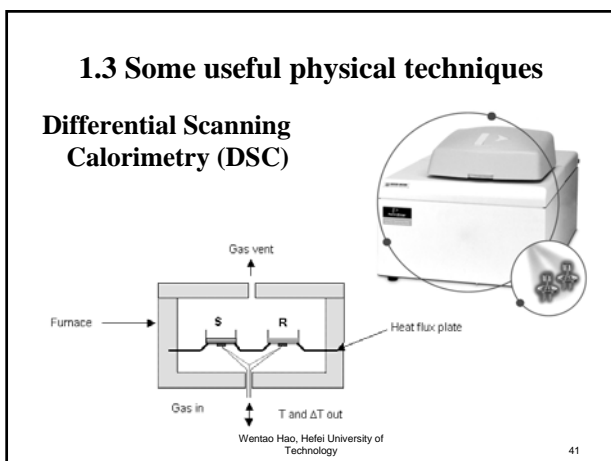 1.3 Some useful physical techniques
Differential Scanning
Calorimetry (DSC)
Gas vent
Furnace
S
R
Heat flux plate
Gas in
T and ΔT out
Wentao Hao, Hefei University of
Technology
41